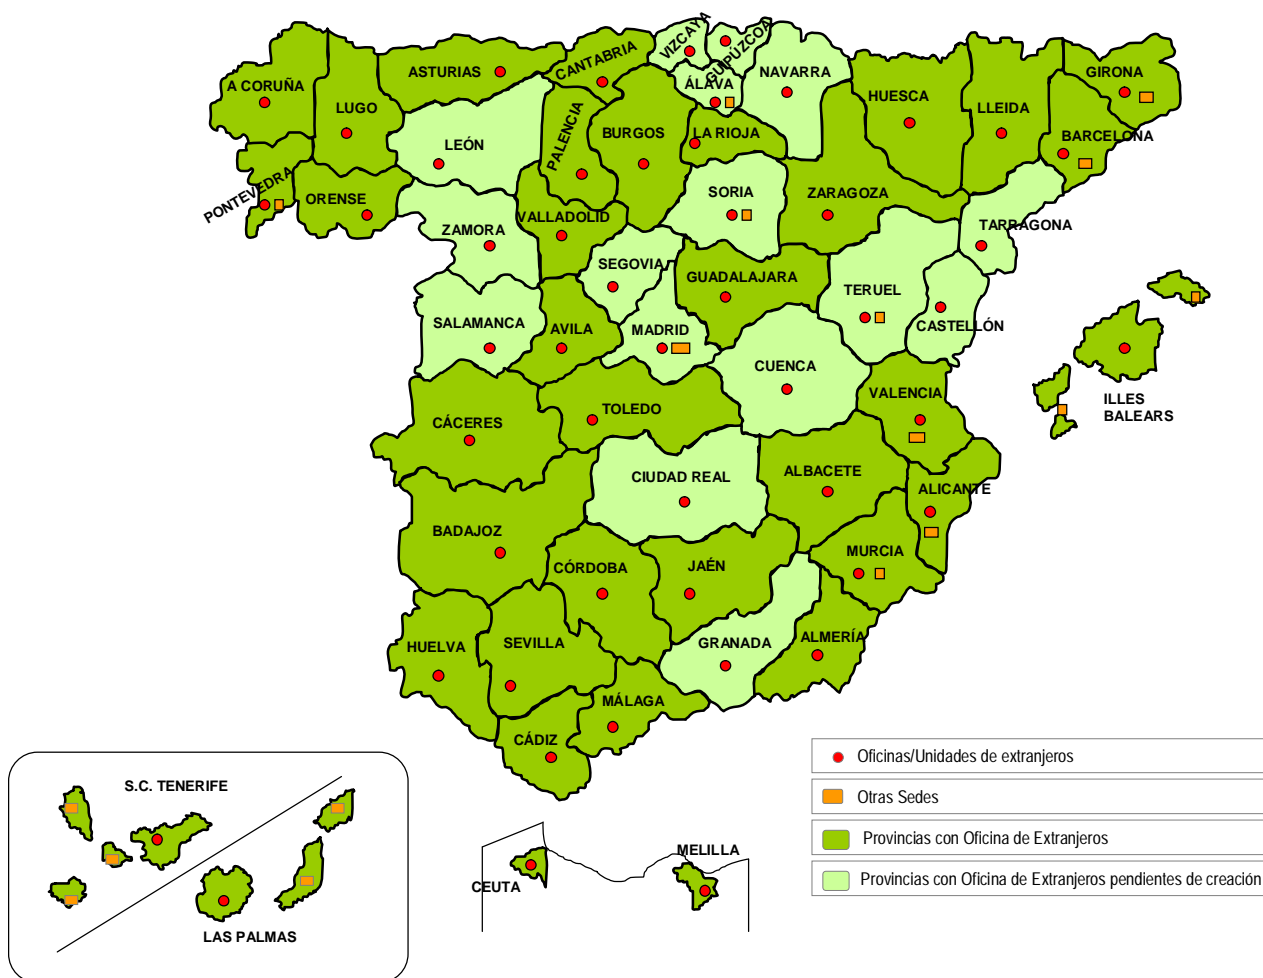 VIZCAYA
GUIPÚZCOA
CANTABRIA
ASTURIAS
A CORUÑA
LUGO
ÁLAVA
NAVARRA
HUESCA
LLEIDA
GIRONA
BARCELONA
PALENCIA
BURGOS
LA RIOJA
LEÓN
PONTEVEDRA
ORENSE
SORIA
ZARAGOZA
VALLADOLID
ZAMORA
TARRAGONA
SEGOVIA
GUADALAJARA
TERUEL
SALAMANCA
AVILA
MADRID
CASTELLÓN
CUENCA
VALENCIA
ILLES
BALEARS
CÁCERES
TOLEDO
CIUDAD REAL
ALBACETE
ALICANTE
BADAJOZ
MURCIA
CÓRDOBA
JAÉN
HUELVA
SEVILLA
GRANADA
ALMERÍA
MÁLAGA
CÁDIZ
S.C. TENERIFE
LAS PALMAS
CEUTA
MELILLA
Oficinas/Unidades de extranjeros
Otras Sedes
Provincias con Oficina de Extranjeros
Provincias con Oficina de Extranjeros pendientes de creación